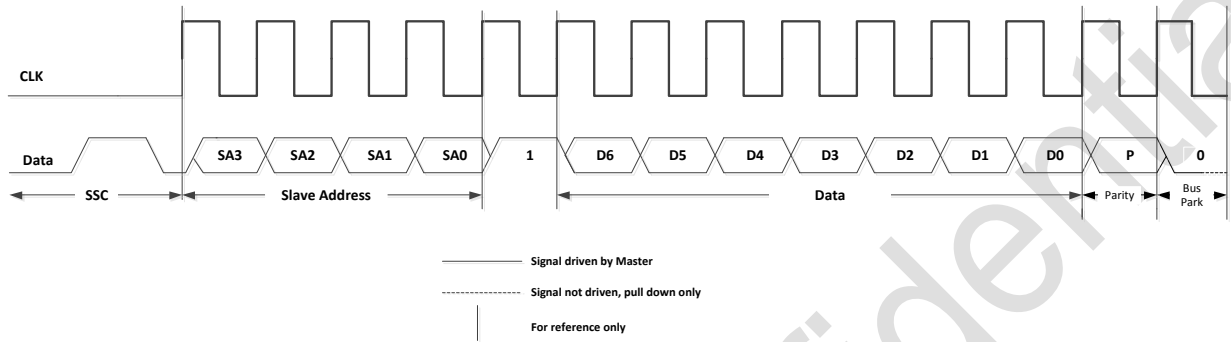 CLK
Data SA3 SA2 SA1 SA0 1 D6 D5 D4 D3 D2 D1 D0 P 0
SSC Slave Address Data Parity Bus
Park
Signal driven by Master
Signal not driven, pull down only
For reference only